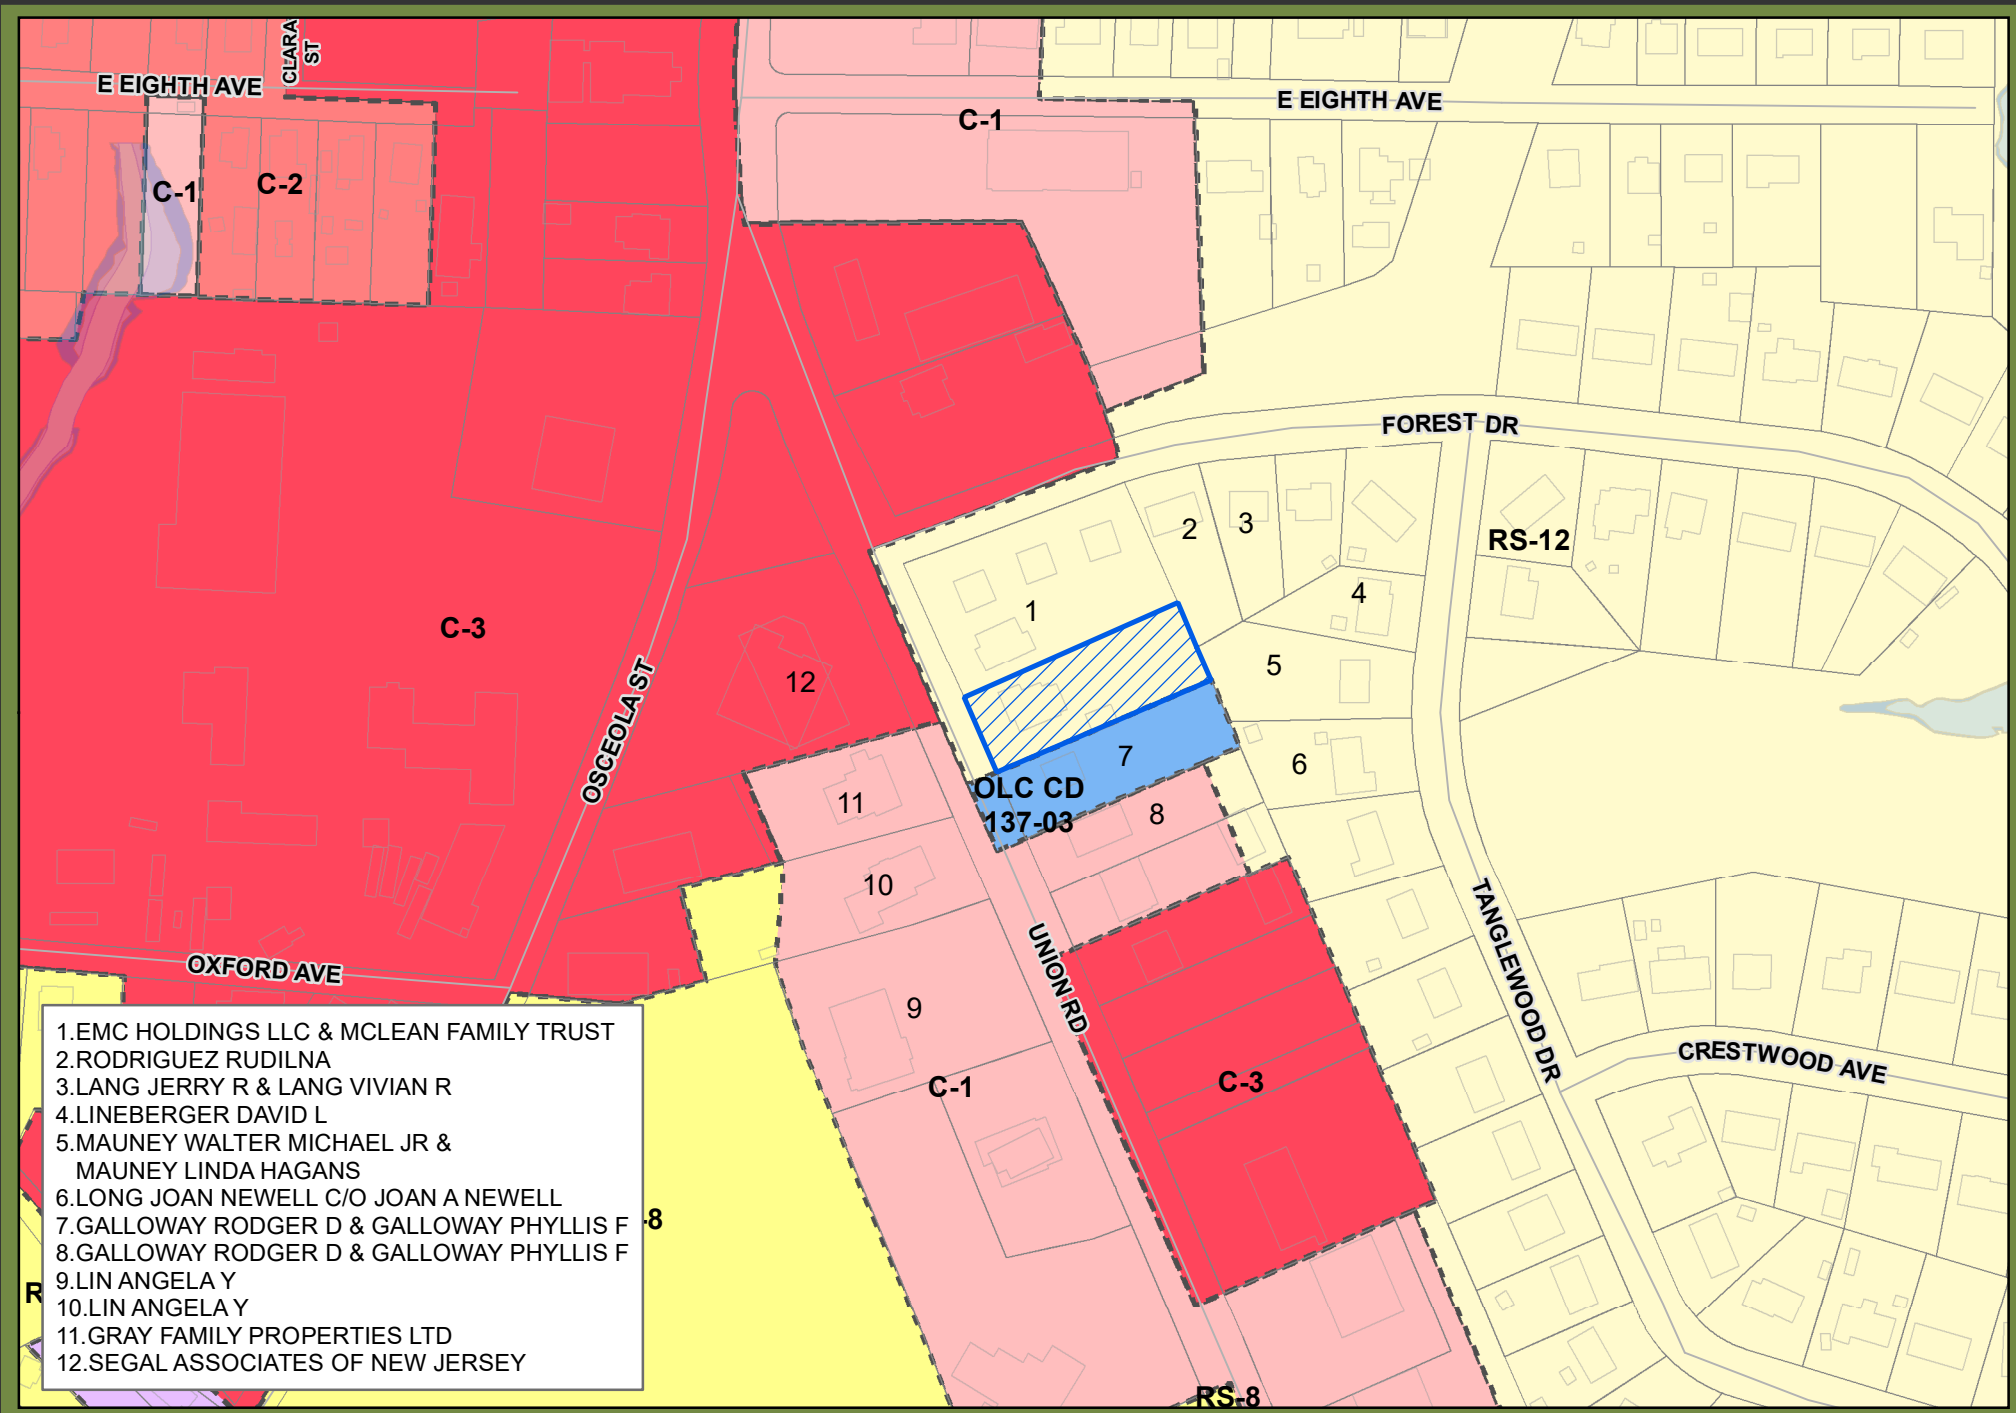 CLARA
ST
E EIGHTH AVE
E EIGHTH AVE
C-1
C-1
C-2
FOREST DR
2
3
RS-12
4
1
C-3
5
12
OSCEOLA ST
7
6
OLC CD
137-03
11
8
10
TANGLEWOOD DR
UNION RD
OXFORD AVE
9
CRESTWOOD AVE
C-1
C-3
1.EMC HOLDINGS LLC & MCLEAN FAMILY TRUST
2.RODRIGUEZ RUDILNA
3.LANG JERRY R & LANG VIVIAN R
4.LINEBERGER DAVID L
5.MAUNEY WALTER MICHAEL JR &
MAUNEY LINDA HAGANS
6.LONG JOAN NEWELL C/O JOAN A NEWELL
7.GALLOWAY RODGER D & GALLOWAY PHYLLIS F
8.GALLOWAY RODGER D & GALLOWAY PHYLLIS F
9.LIN ANGELA Y
10.LIN ANGELA Y
11.GRAY FAMILY PROPERTIES LTD
12.SEGAL ASSOCIATES OF NEW JERSEY
-8
R
RS-8